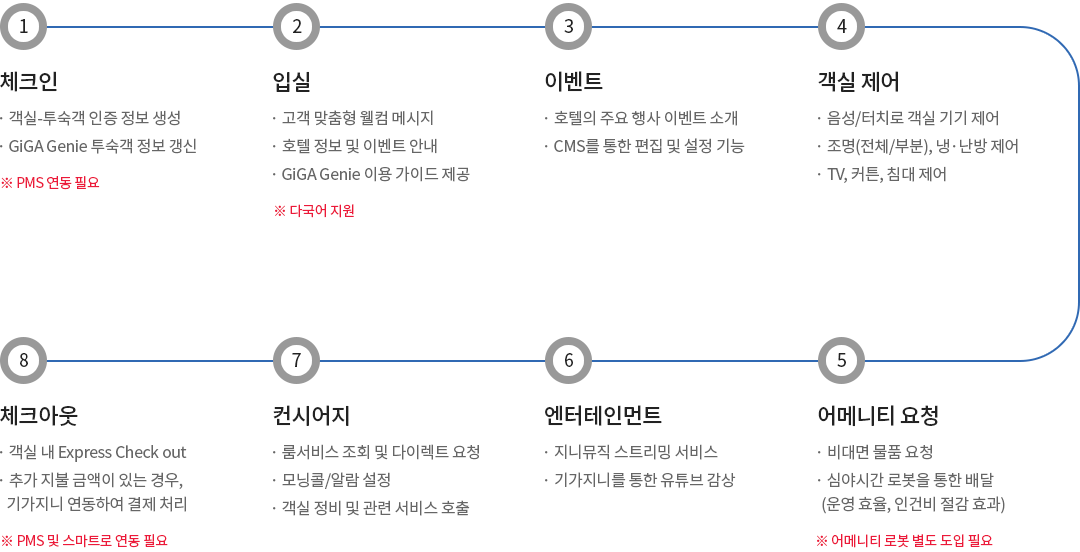 1
체크인
· 객실-투숙객 인증 정보 생성
· GiGA Genie 투숙객 정보 갱신
※ PMS 연동 필요
2
입실
· 고객 맞춤형 웰컴 메시지
· 호텔 정보 및 이벤트 안내
· GiGA Genie 이용 가이드 제공
※ 다국어 지원
3
이벤트
· 호텔의 주요 행사 이벤트 소개
· CMS를 통한 편집 및 설정 기능
4
객실 제어
· 음성/터치로 객실 기기 제어
· 조명(전체/부분), 냉·난방 제어
· TV, 커튼, 침대 제어
5
어메니티 요청
· 비대면 물품 요청
· 심야시간 로봇을 통한 배달
(운영 효율, 인건비 절감 효과)
※ 어메니티 로봇 별도 도입 필요
6
엔터테인먼트
· 지니뮤직 스트리밍 서비스
· 기가지니를 통한 유튜브 감상
7
컨시어지
· 룸서비스 조회 및 다이렉트 요청
· 모닝콜/알람 설정
· 객실 정비 및 관련 서비스 호출
8
체크아웃
· 객실 내 Express Check out
· 추가 지불 금액이 있는 경우,
기가지니 연동하여 결제 처리
※ PMS 및 스마트로 연동 필요